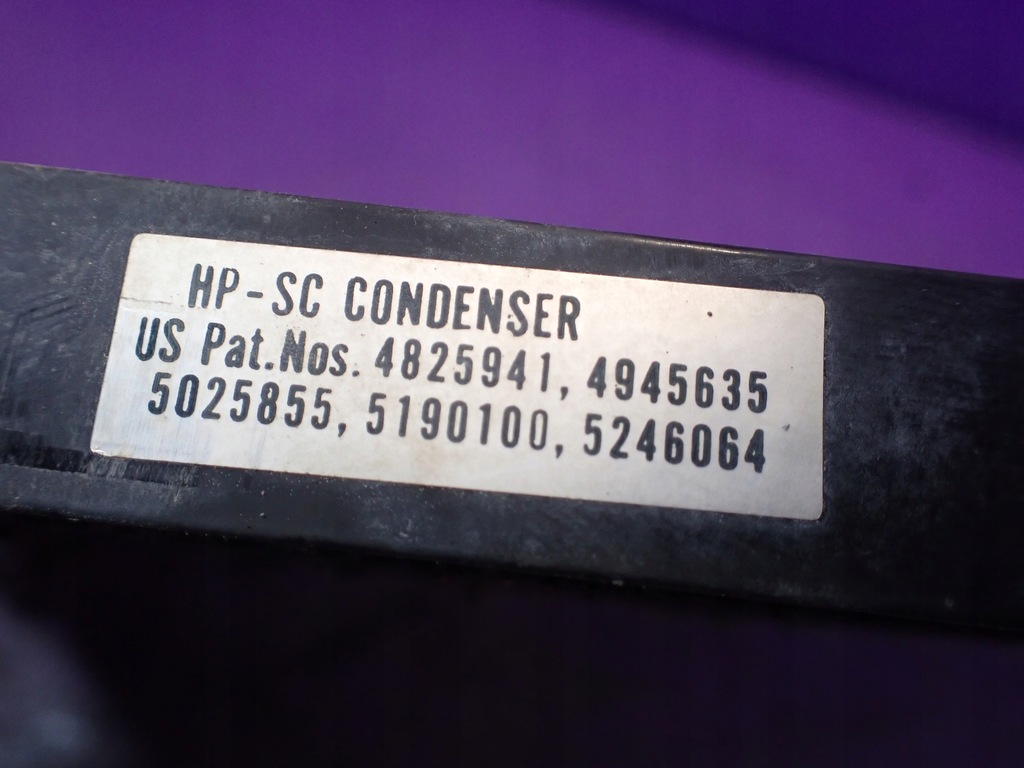 HP-SC CONDENSER
US Pat.Nos. 4825941, 4945635
5025855, 5190100, 5246064